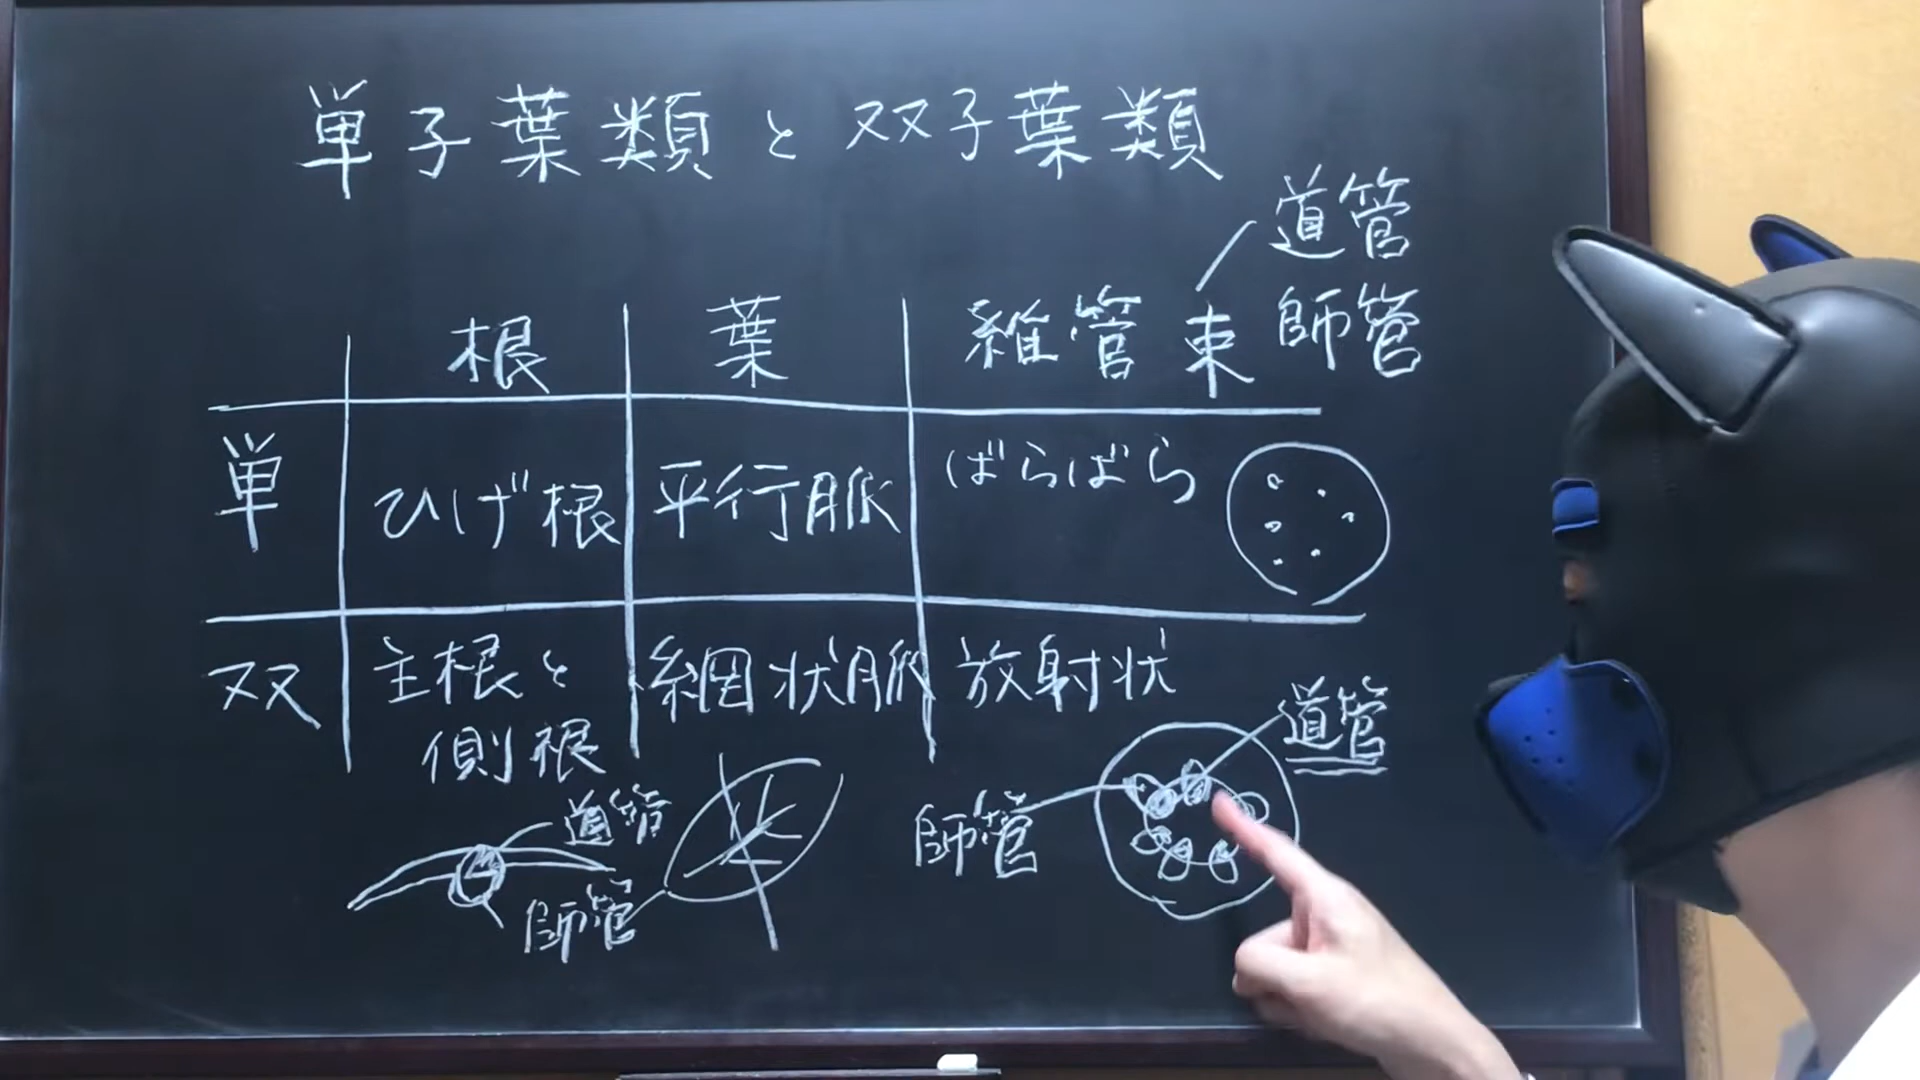 単子葉類と双子葉類
道管
師管
根 葉 維管束
単 ひげ根 平行脈 ばらばら
双 主根と 網状脈 放射状
側根
道管
道管
師管
師管